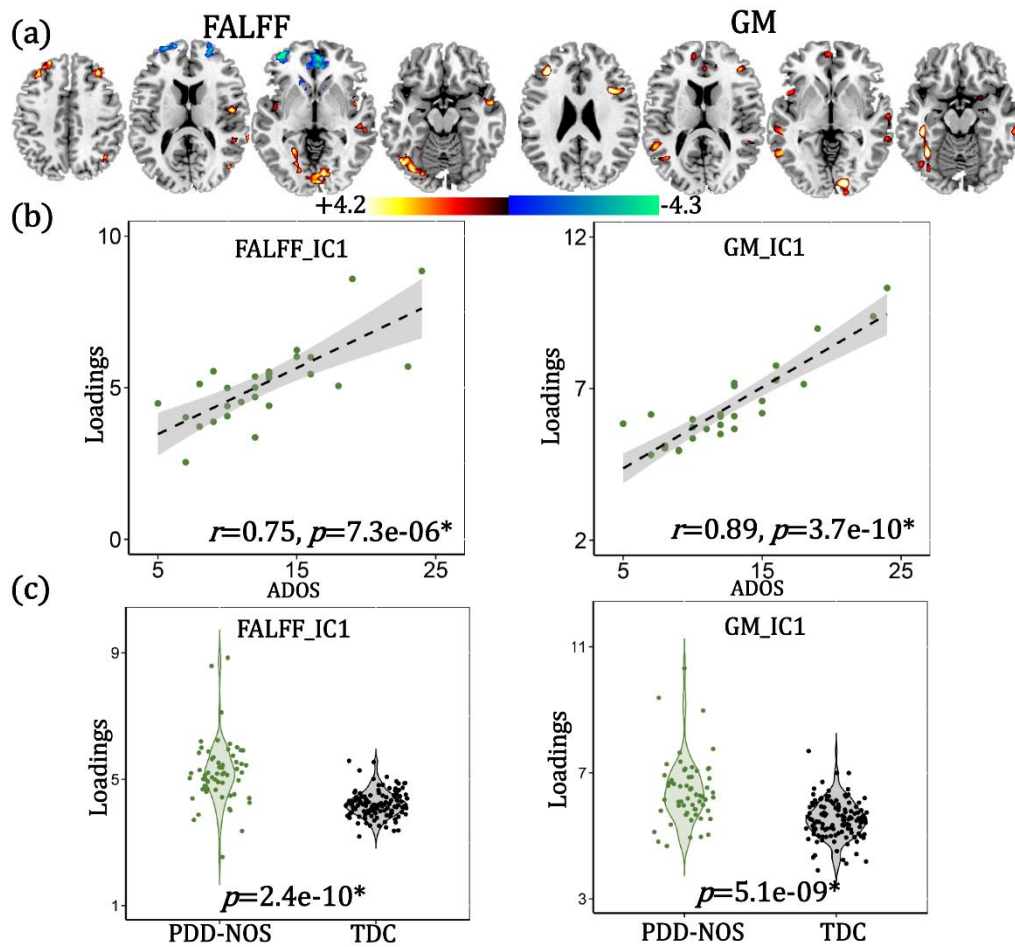 (a) FALFF GM
+4.2 -4.3
(b)
FALFF_IC1
10
5
0
Loadings
r=0.75, p=7.3e-06*
5 15 25
ADOS
GM_IC1
12
7
2
Loadings
r=0.89, p=3.7e-10*
5 15 25
ADOS
(c)
FALFF_IC1
9
5
1
Loadings
p=2.4e-10*
PDD-NOS TDC
GM_IC1
11
7
3
Loadings
p=5.1e-09*
PDD-NOS TDC